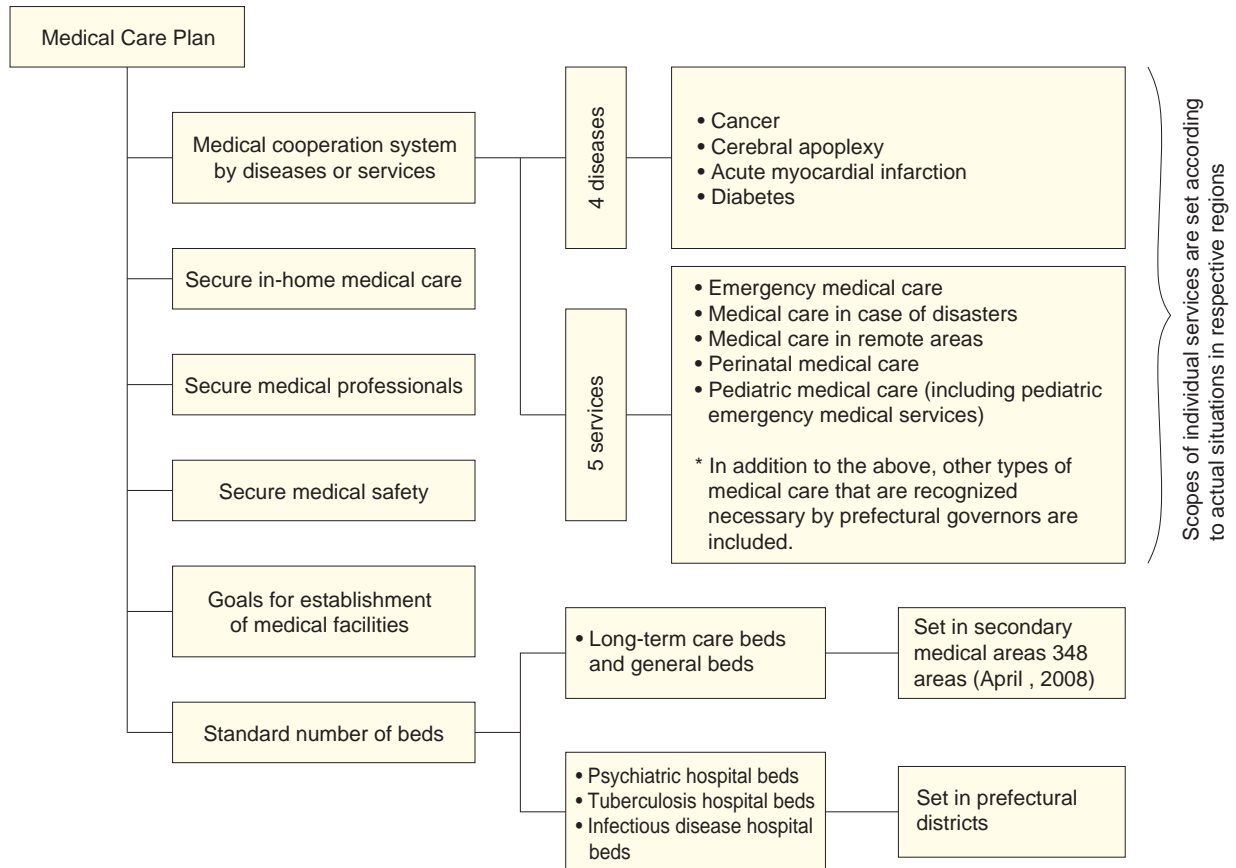 Medical Care Plan
Medical cooperation system
by diseases or services
4 diseases
• Cancer
• Cerebral apoplexy
• Acute myocardial infarction
• Diabetes
Secure in-home medical care
Secure medical professionals
Secure medical safety
5 services
• Emergency medical care
• Medical care in case of disasters
• Medical care in remote areas
• Perinatal medical care
• Pediatric medical care (including pediatric
emergency medical services)
* In addition to the above, other types of
medical care that are recognized
necessary by prefectural governors are
included.
Scopes of individual services are set according
to actual situations in respective regions
Goals for establishment
of medical facilities
Standard number of beds
• Long-term care beds
and general beds
Set in secondary
medical areas 348
areas (April , 2008)
• Psychiatric hospital beds
• Tuberculosis hospital beds
• Infectious disease hospital
beds
Set in prefectural
districts